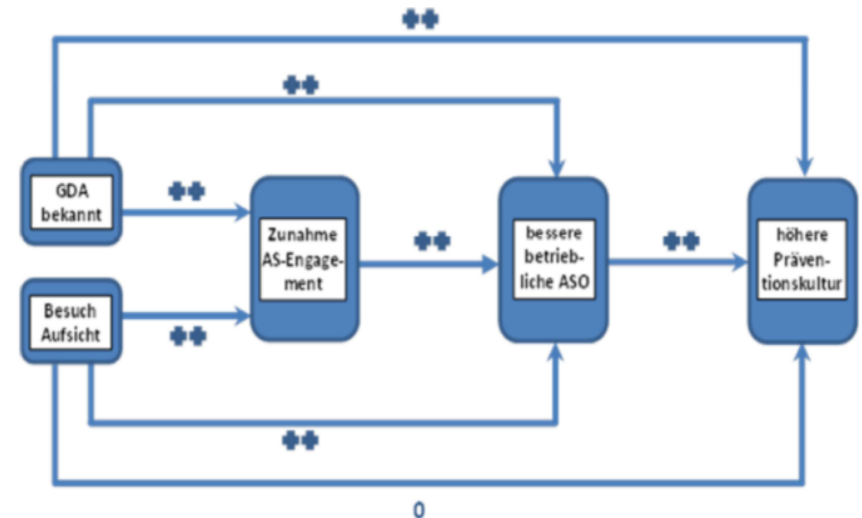 ++
++
GDA
bekannt
++
Zunahme
AS-Engage-
ment
++
bessere
betrieb-
liche ASO
++
höhere
Präven-
tionskultur
Besuch
Aufsicht
++
++
0